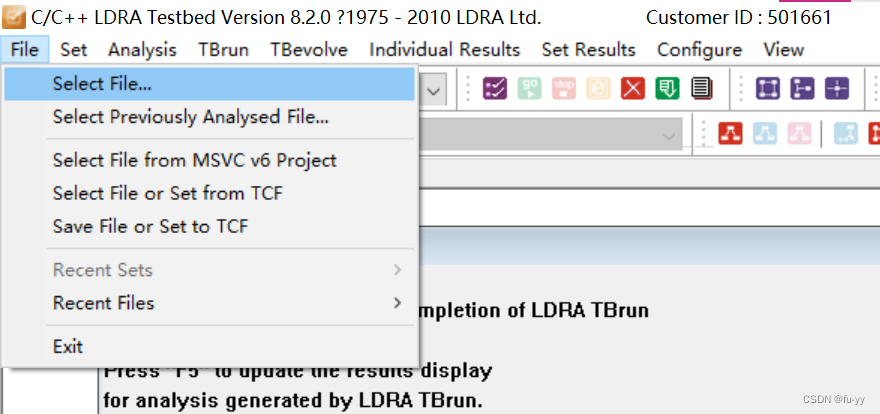 C/C++ LDRA Testbed Version 8.2.0 ?1975 - 2010 LDRA Ltd. Customer ID : 501661
File Set Analysis TBrun TBevolve Individual Results Set Results Configure View
Select File...
Select Previously Analysed File...
Select File from MSVC v6 Project
Select File or Set from TCF
Save File or Set to TCF
Recent Sets
Recent Files
mpletion of LDRA TBrun
Exit
Press "F5" to update the results display
for analysis generated by LDRA TBrun.
CSDN @fu-yy